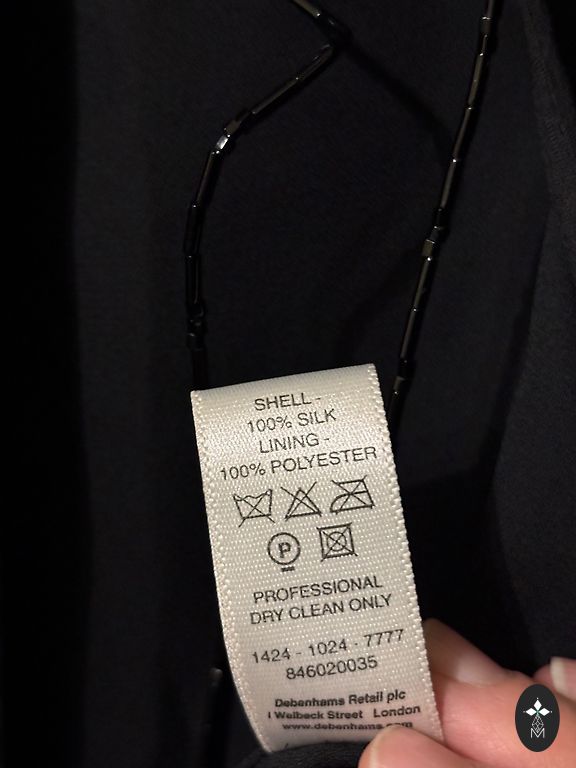 SHELL -
100% SILK
LINING -
100% POLYESTER
P
PROFESSIONAL
DRY CLEAN ONLY
1424 - 1024 - 7777
846020035
Debenhams Retail plc
1 Welbeck Street London
www.debenhams.com
M